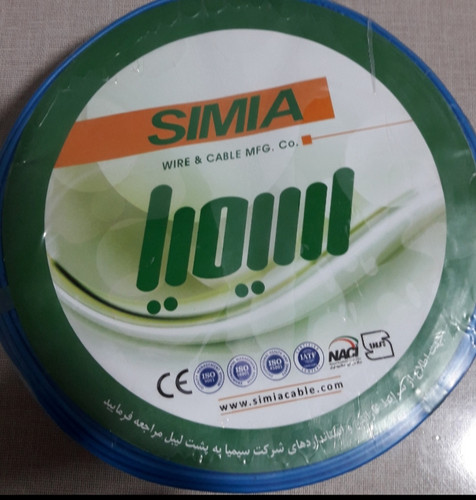 SIMIA
WIRE & CABLE MFG. Co.
سیمیا
CE ISO ISO ISO IATF NACI
www.simiacable.com
و استانداردهای شرکت سیمیا به پشت لیبل مراجعه فرمایید